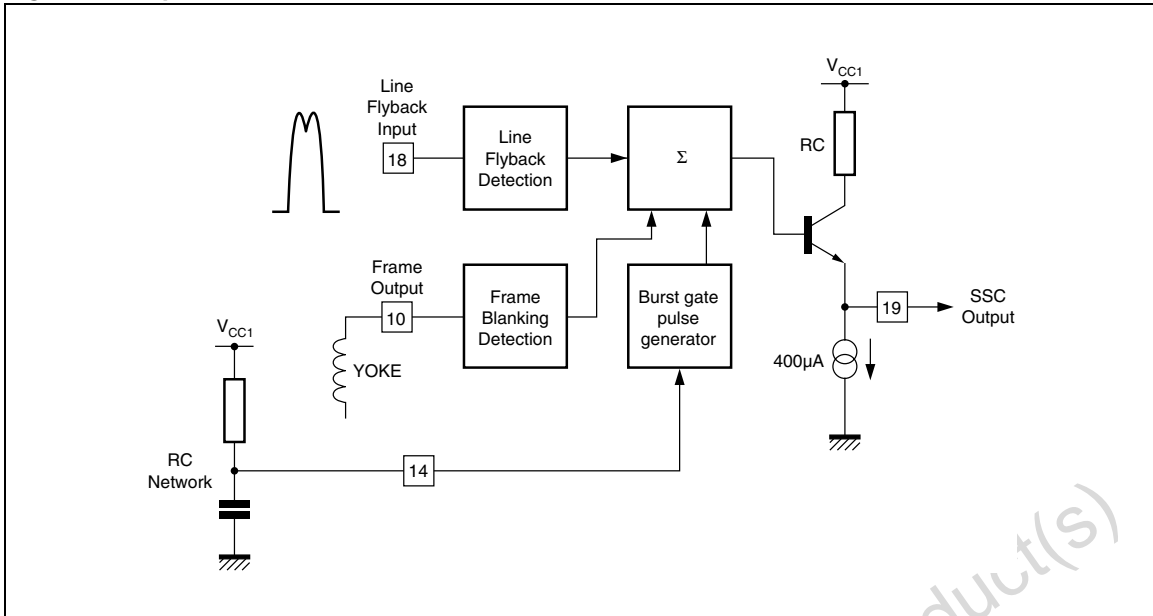 Line
Flyback
Input
18
Line
Flyback
Detection
Σ
V_CC1
RC
Frame
Output
10
Frame
Blanking
Detection
Burst gate
pulse
generator
19
SSC
Output
400µA
V_CC1
YOKE
RC
Network
14
duct(s)